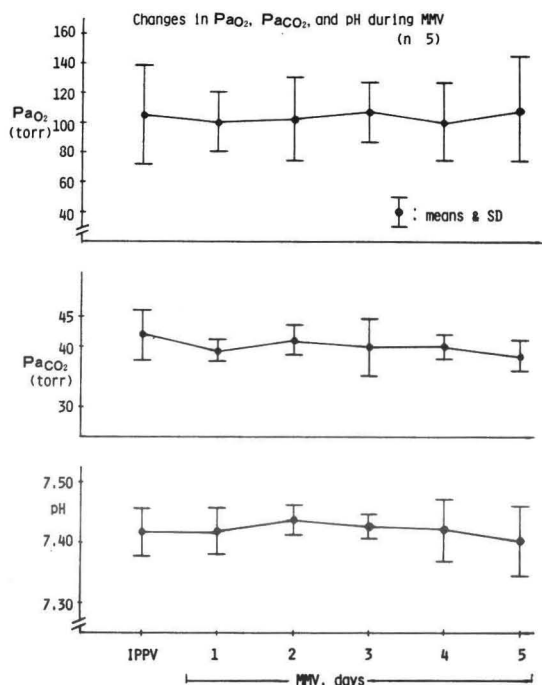 Changes in PaO₂, PaCO₂, and pH during MMV
(n 5)
160
140
120
PaO₂
(torr)
100
80
60
40
: means & SD
45
40
PaCO₂
(torr)
30
7.50
pH
7.40
7.30
IPPV 1 2 3 4 5
MMV, days